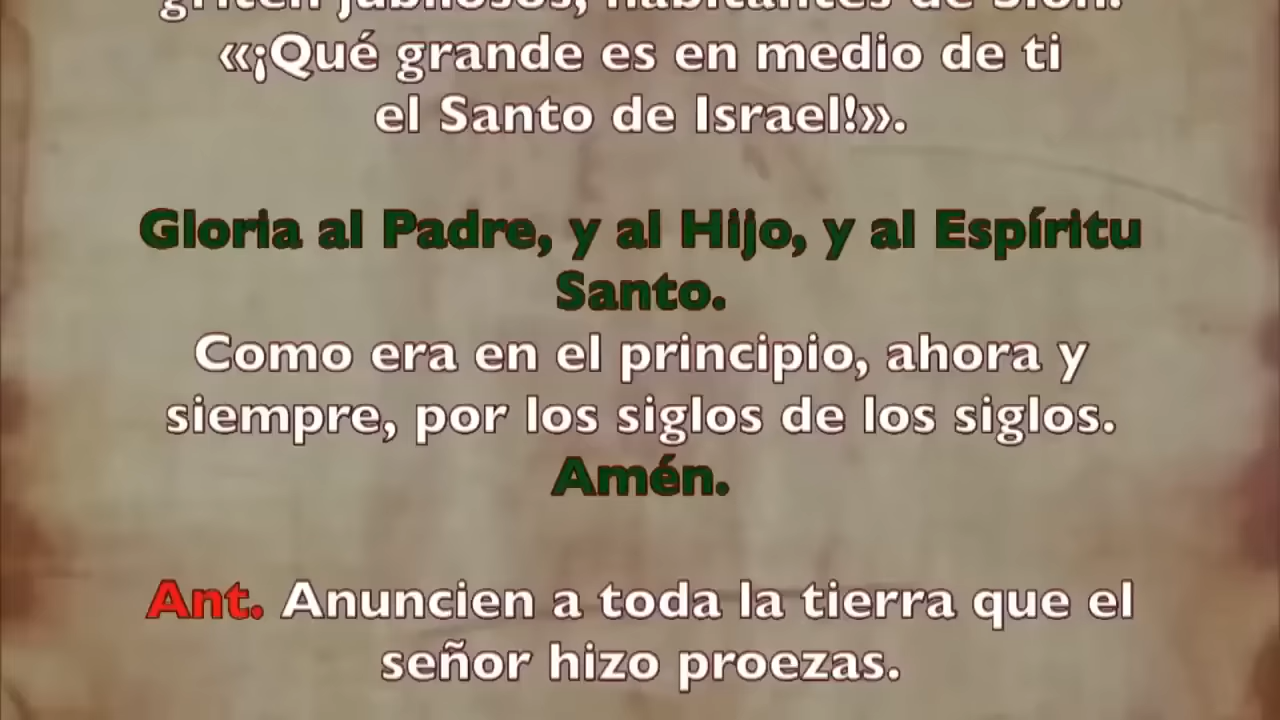 griten jubilosos, habitantes de Sión:
«¡Qué grande es en medio de ti
el Santo de Israel!».
Gloria al Padre, y al Hijo, y al Espíritu
Santo.
Como era en el principio, ahora y
siempre, por los siglos de los siglos.
Amén.
Ant. Anuncien a toda la tierra que el
señor hizo proezas.